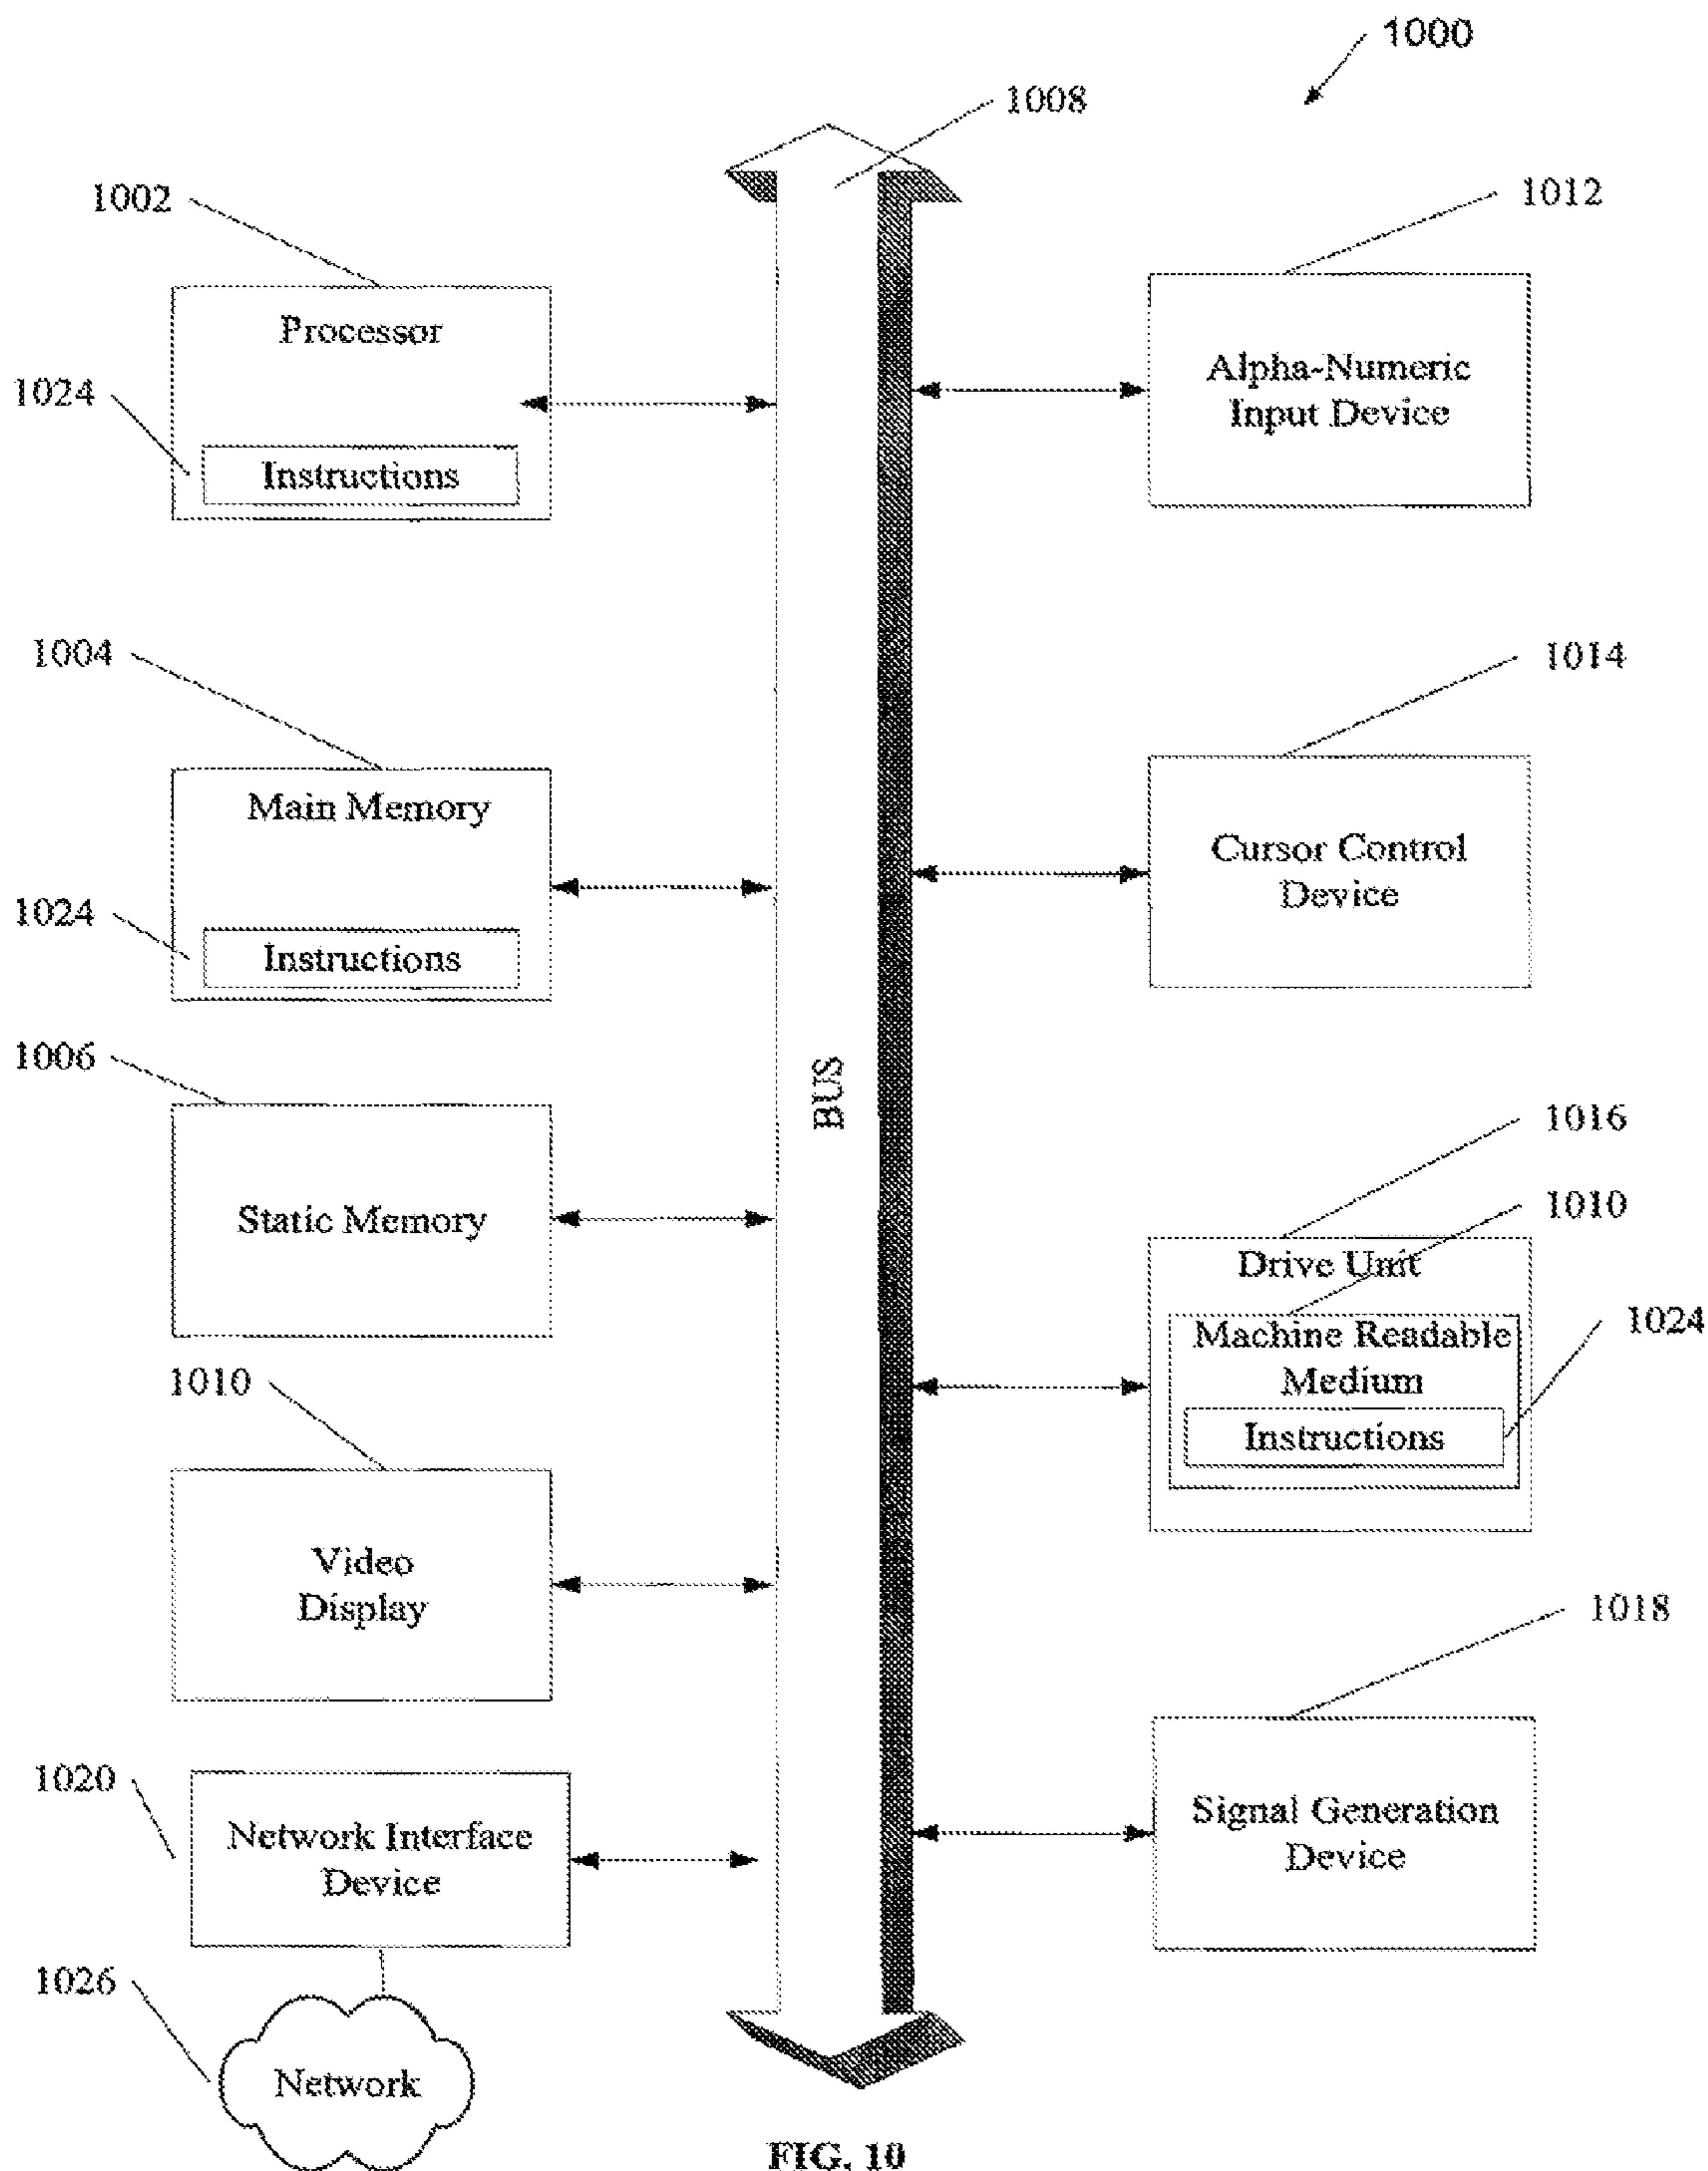 1000
1008
1002
1012
Processor
1024
Instructions
Alpha-Numeric
Input Device
1004
1014
Main Memory
1024
Instructions
Cursor Control
Device
1006
BUS
1016
Static Memory
1010
Drive Unit
Machine Readable
Medium
1024
Instructions
1010
Video
Display
1018
1020
Network Interface
Device
Signal Generation
Device
1026
Network
FIG. 10